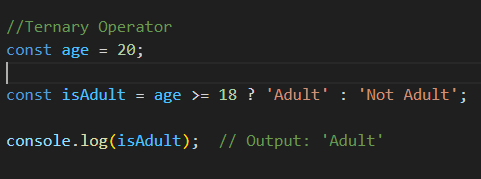 //Ternary Operator
const age = 20;
const isAdult = age >= 18 ? 'Adult' : 'Not Adult';
console.log(isAdult);  // Output: 'Adult'